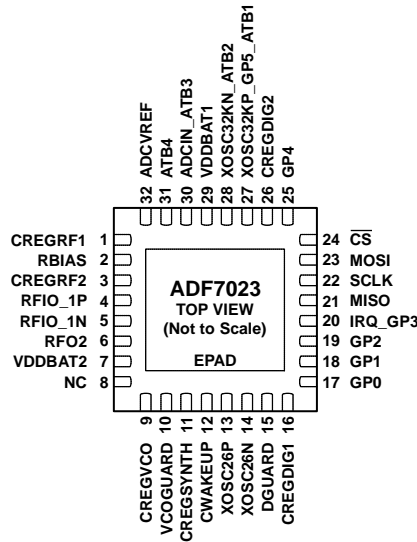 32 ADCVREF
31 ATB4
30 ADCIN_ATB3
29 VDDBAT1
28 XOSC32KN_ATB2
27 XOSC32KP_GP5_ATB1
26 CREGDIG2
25 GP4
CREGRF1 1
RBIAS 2
CREGRF2 3
RFIO_1P 4
RFIO_1N 5
RFO2 6
VDDBAT2 7
NC 8
ADF7023
TOP VIEW
(Not to Scale)
EPAD
24 CS
23 MOSI
22 SCLK
21 MISO
20 IRQ_GP3
19 GP2
18 GP1
17 GP0
CREGVCO 9
VCOGUARD 10
CREGSYNTH 11
CWAKEUP 12
XOSC26P 13
XOSC26N 14
DGUARD 15
CREGDIG1 16